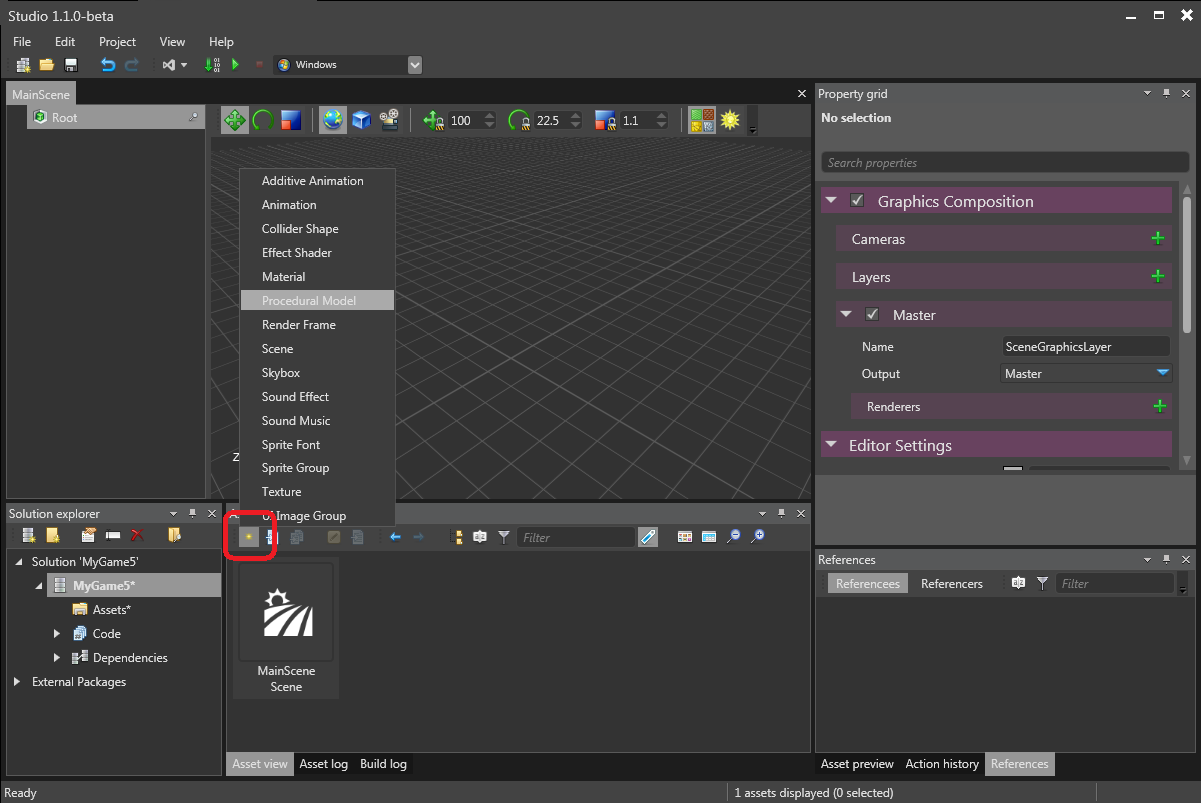 Studio 1.1.0-beta
File Edit Project View Help
Windows
MainScene
Root
100 22.5 1.1
Additive Animation
Animation
Collider Shape
Effect Shader
Material
Procedural Model
Render Frame
Scene
Skybox
Sound Effect
Sound Music
Sprite Font
Sprite Group
Texture
Image Group
Z
Property grid
No selection
Search properties
Graphics Composition
Cameras
Layers
Master
Name SceneGraphicsLayer
Output Master
Renderers
Editor Settings
Solution explorer
Solution 'MyGame5'
MyGame5*
Assets*
Code
Dependencies
External Packages
Filter
MainScene
Scene
Asset view Asset log Build log
References
Referencees Referencers Filter
Asset preview Action history References
Ready
1 assets displayed (0 selected)